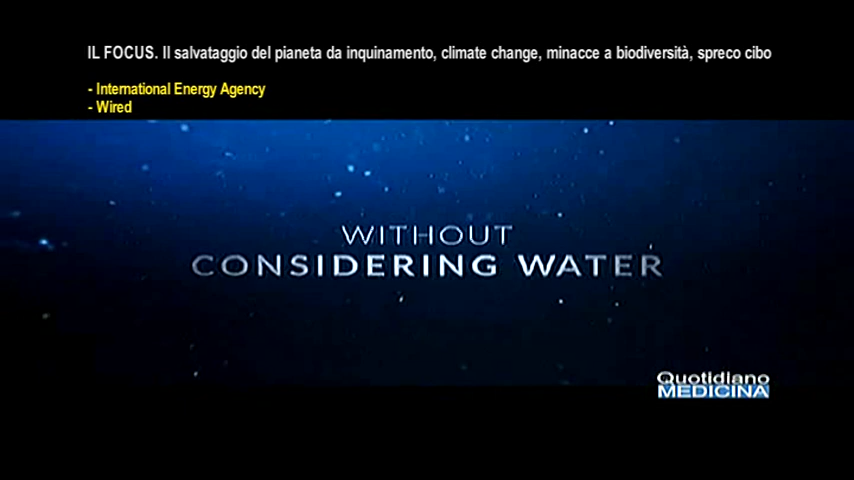 IL FOCUS. Il salvataggio del pianeta da inquinamento, climate change, minacce a biodiversità, spreco cibo
- International Energy Agency
- Wired
WITHOUT
CONSIDERING WATER
Quotidiano
MEDICINA